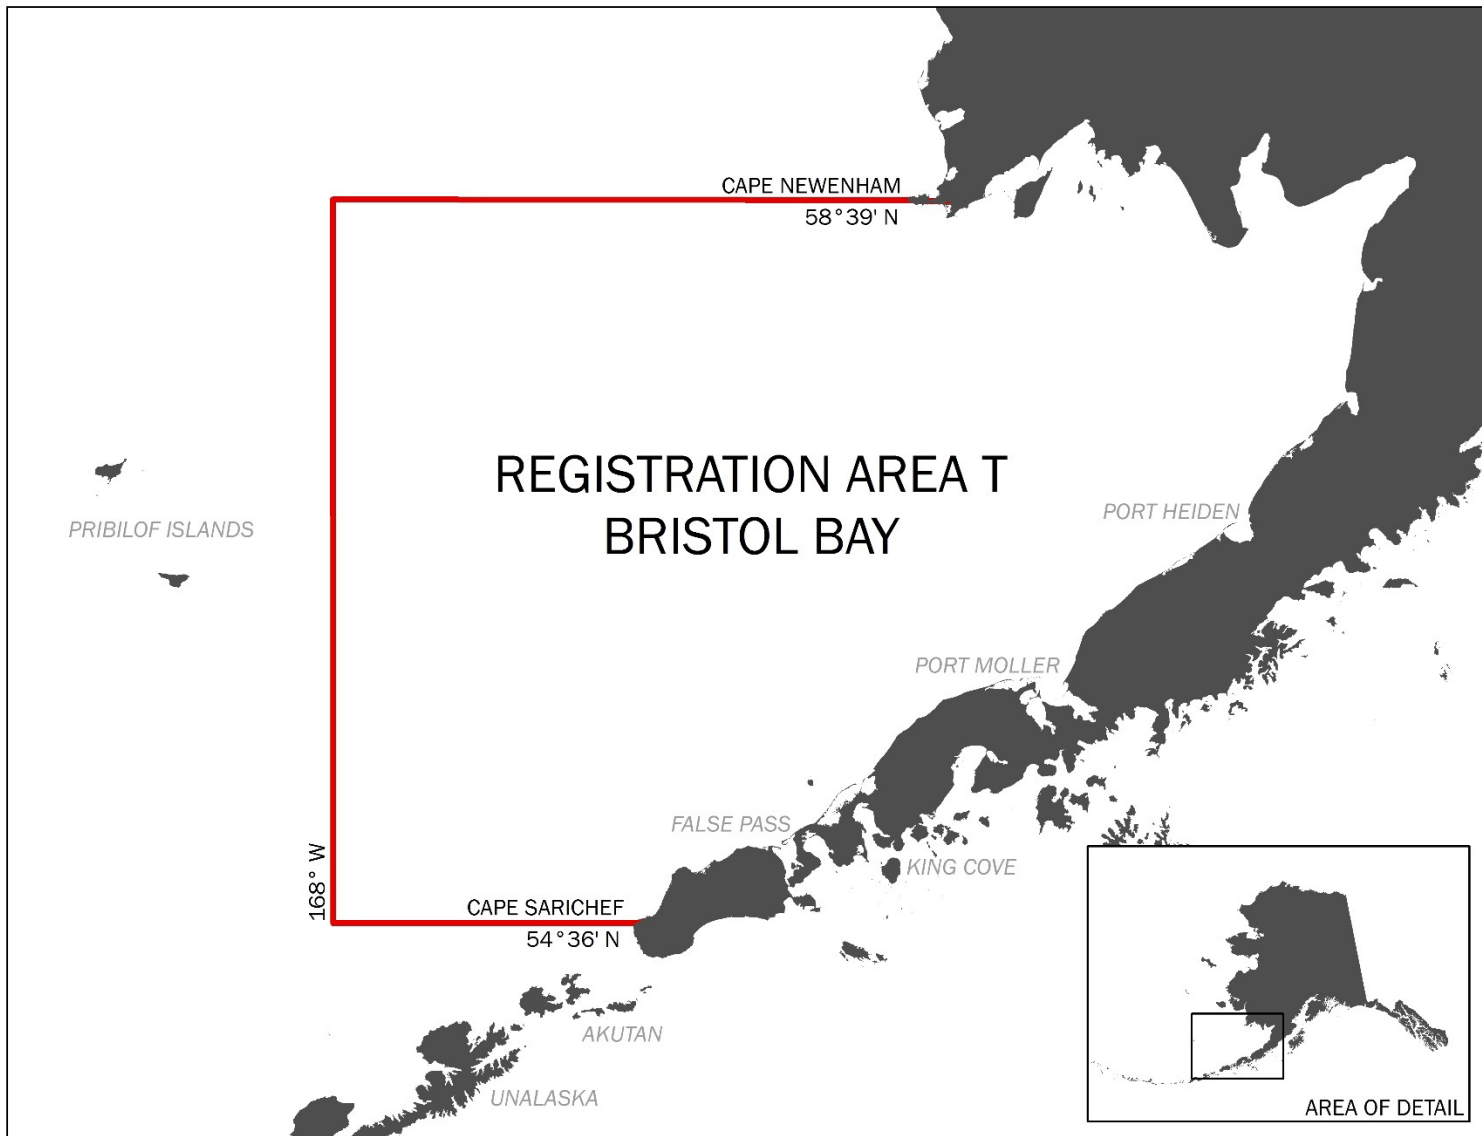 CAPE NEWENHAM
58°39' N
REGISTRATION AREA T
BRISTOL BAY
PORT HEIDEN
PRIBILOF ISLANDS
PORT MOLLER
FALSE PASS
KING COVE
168° W
CAPE SARICHEF
54°36' N
AKUTAN
UNALASKA
AREA OF DETAIL